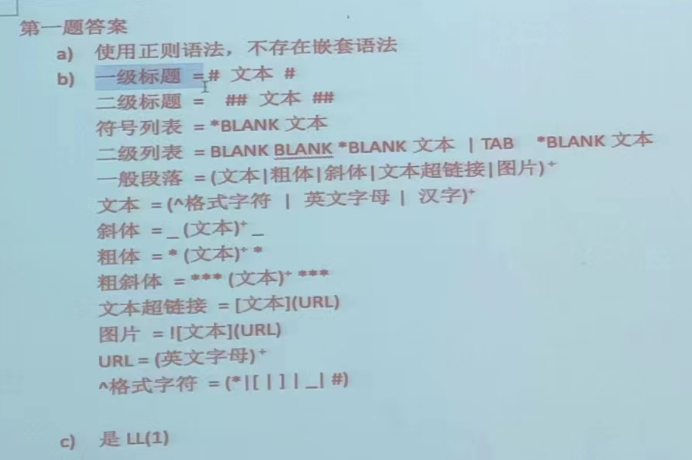 第一题答案
a) 使用正则语法，不存在嵌套语法
b) 一级标题 =# 文本 #
二级标题 = ## 文本 ##
符号列表 = *BLANK 文本
二级列表 = BLANK BLANK *BLANK 文本 | TAB *BLANK 文本
一般段落 = (文本|粗体|斜体|文本超链接|图片)+
文本 = (^格式字符 | 英文字母 | 汉字)+
斜体 = _ (文本)+ _
粗体 = * (文本)+ *
粗斜体 = *** (文本)+ ***
文本超链接 = [文本](URL)
图片 = ![文本](URL)
URL = (英文字母)+
^格式字符 = (*|[ | ] | _| #)
c) 是 LL(1)